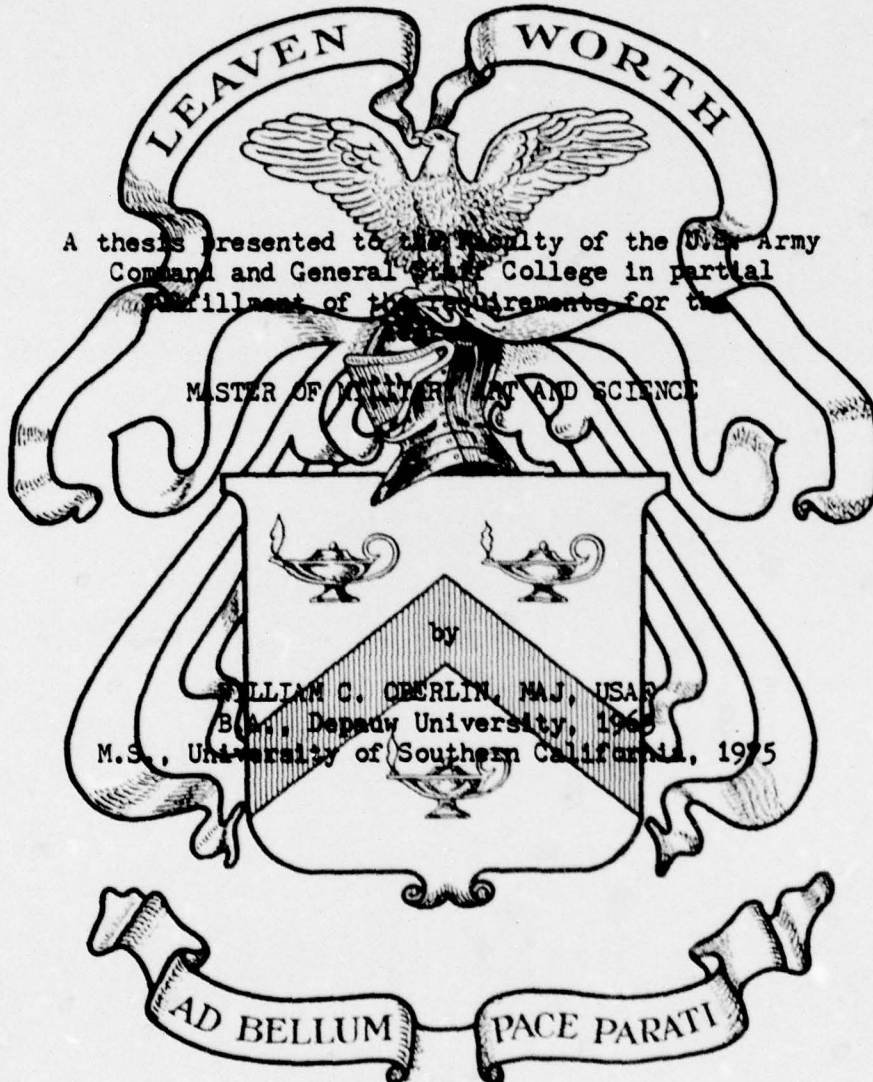 LEAVEN WORTH
A thesis presented to the Faculty of the U.S. Army
Command and General Staff College in partial
fulfillment of the requirements for the
MASTER OF MILITARY ART AND SCIENCE
by
WILLIAM C. OBERLIN, MAJ, USAF
B.A., Depauw University,
M.S., University of Southern California,
AD BELLUM PACE PARATI